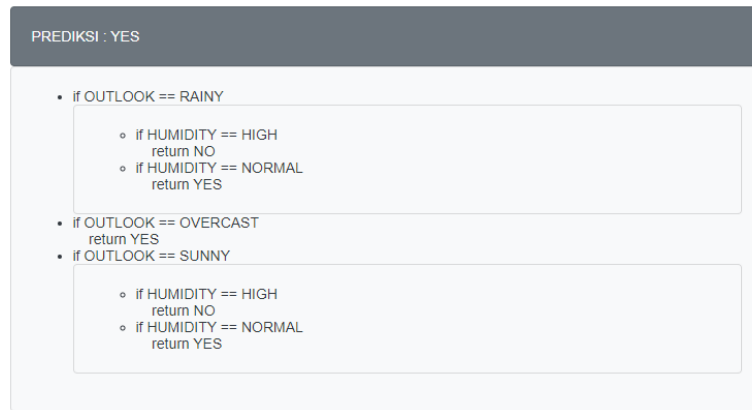 PREDIKSI : YES
if OUTLOOK == RAINY
if HUMIDITY == HIGH
return NO
if HUMIDITY == NORMAL
return YES
if OUTLOOK == OVERCAST
return YES
if OUTLOOK == SUNNY
if HUMIDITY == HIGH
return NO
if HUMIDITY == NORMAL
return YES